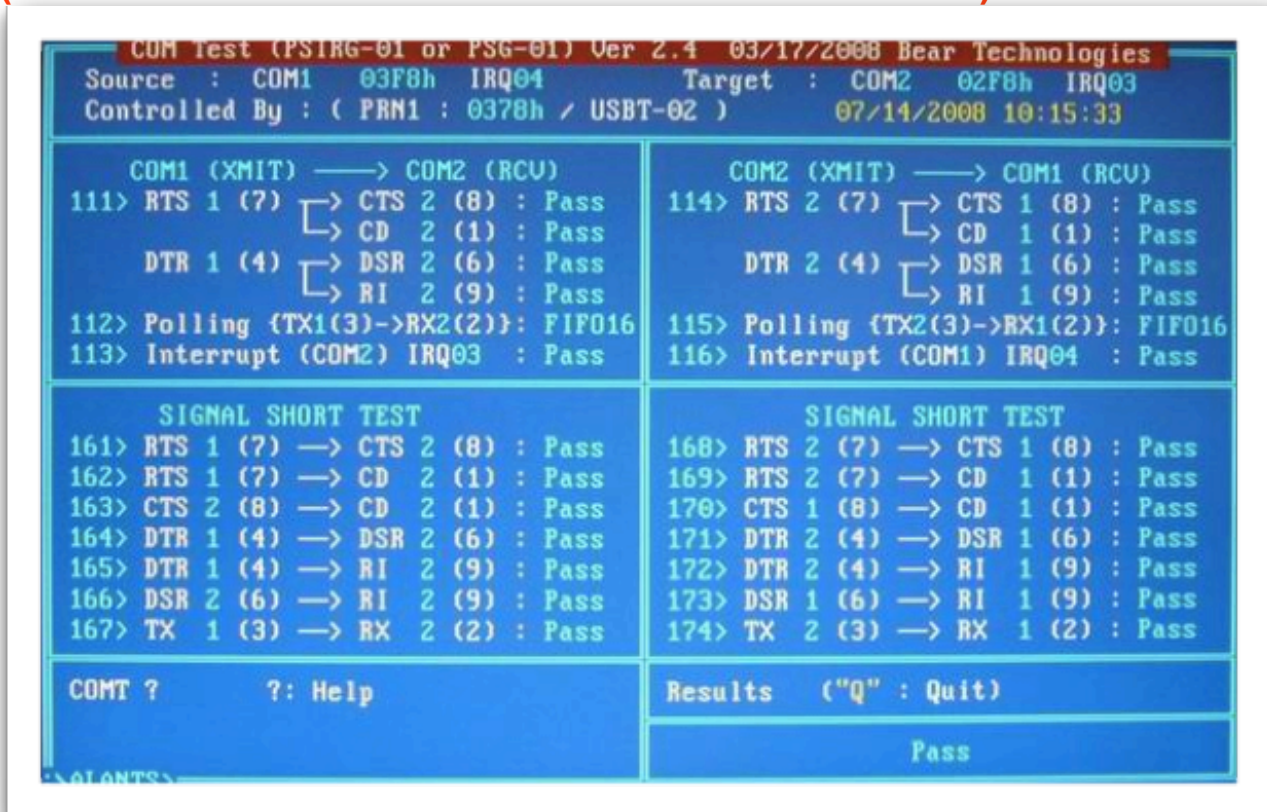 COM Test (PSIRG-01 or PSG-01) Ver 2.4 03/17/2008 Bear Technologies
Source : COM1 03F8h IRQ04 Target : COM2 02F8h IRQ03
Controlled By : ( PRN1 : 0378h / USBT-02 ) 07/14/2008 10:15:33
COM1 (XMIT) ──> COM2 (RCV)
111> RTS 1 (7) ┬> CTS 2 (8) : Pass
└> CD 2 (1) : Pass
DTR 1 (4) ┬> DSR 2 (6) : Pass
└> RI 2 (9) : Pass
112> Polling {TX1(3)->RX2(2)}: FIFO16
113> Interrupt (COM2) IRQ03 : Pass
COM2 (XMIT) ──> COM1 (RCV)
114> RTS 2 (7) ┬> CTS 1 (8) : Pass
└> CD 1 (1) : Pass
DTR 2 (4) ┬> DSR 1 (6) : Pass
└> RI 1 (9) : Pass
115> Polling {TX2(3)->RX1(2)}: FIFO16
116> Interrupt (COM1) IRQ04 : Pass
SIGNAL SHORT TEST
161> RTS 1 (7) ─> CTS 2 (8) : Pass
162> RTS 1 (7) ─> CD 2 (1) : Pass
163> CTS 2 (8) ─> CD 2 (1) : Pass
164> DTR 1 (4) ─> DSR 2 (6) : Pass
165> DTR 1 (4) ─> RI 2 (9) : Pass
166> DSR 2 (6) ─> RI 2 (9) : Pass
167> TX 1 (3) ─> RX 2 (2) : Pass
SIGNAL SHORT TEST
168> RTS 2 (7) ─> CTS 1 (8) : Pass
169> RTS 2 (7) ─> CD 1 (1) : Pass
170> CTS 1 (8) ─> CD 1 (1) : Pass
171> DTR 2 (4) ─> DSR 1 (6) : Pass
172> DTR 2 (4) ─> RI 1 (9) : Pass
173> DSR 1 (6) ─> RI 1 (9) : Pass
174> TX 2 (3) ─> RX 1 (2) : Pass
COMT ? ?: Help
Results ("Q" : Quit)
Pass